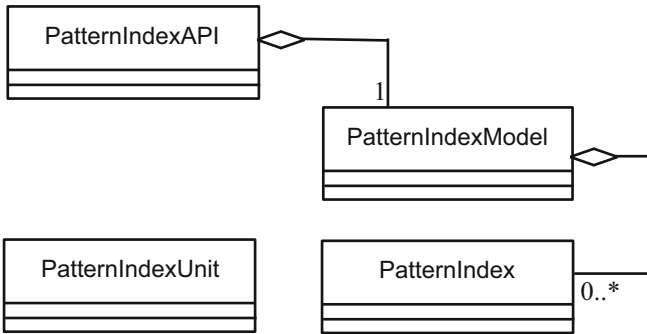 PatternIndexAPI
1
PatternIndexModel
PatternIndexUnit
PatternIndex
0..*